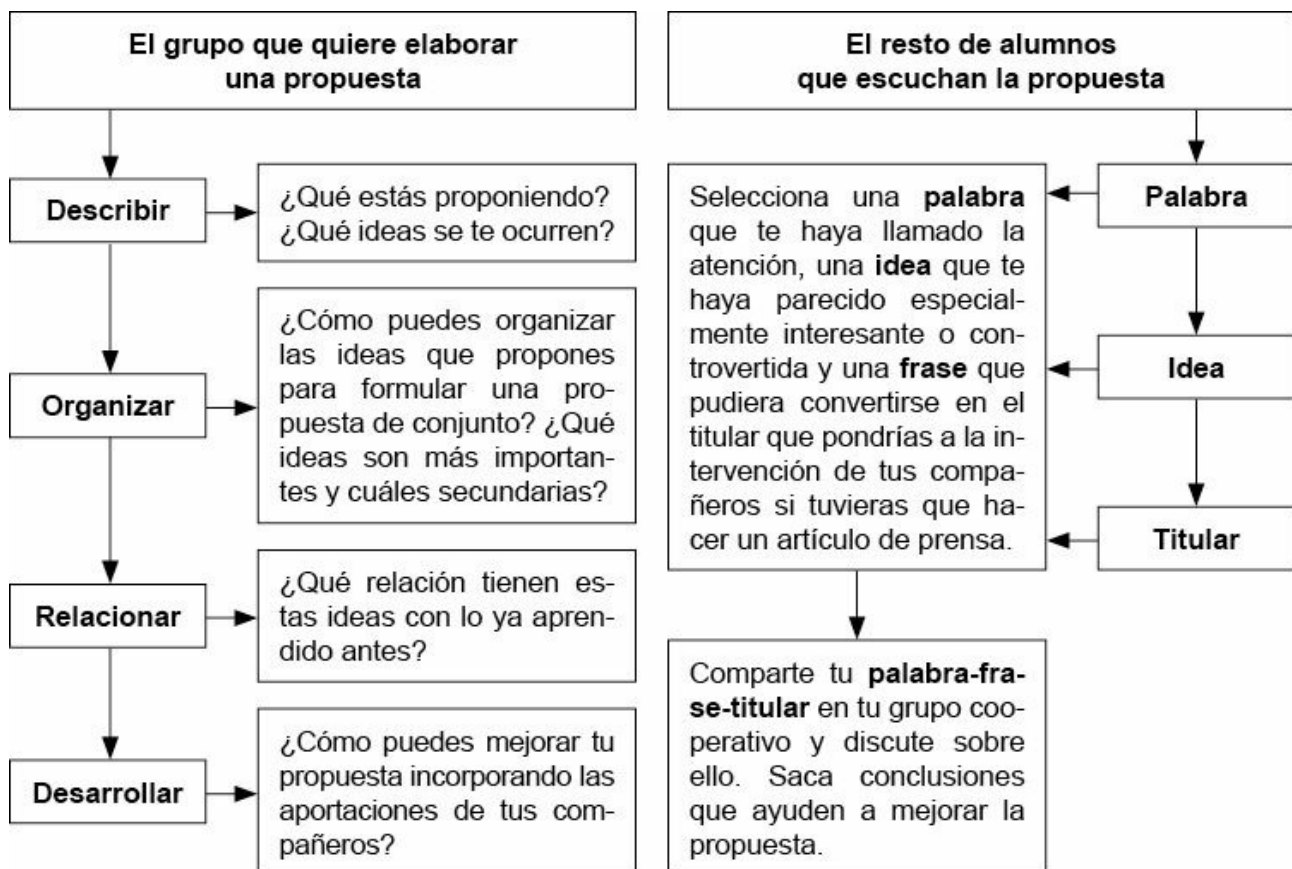 El grupo que quiere elaborar
una propuesta
Describir
¿Qué estás proponiendo?
¿Qué ideas se te ocurren?
Organizar
¿Cómo puedes organizar
las ideas que propones
para formular una pro-
puesta de conjunto? ¿Qué
ideas son más importan-
tes y cuáles secundarias?
Relacionar
¿Qué relación tienen es-
tas ideas con lo ya apren-
dido antes?
Desarrollar
¿Cómo puedes mejorar tu
propuesta incorporando las
aportaciones de tus com-
pañeros?
El resto de alumnos
que escuchan la propuesta
Palabra
Idea
Titular
Selecciona una palabra
que te haya llamado la
atención, una idea que te
haya parecido especial-
mente interesante o con-
trovertida y una frase que
pudiera convertirse en el
titular que pondrías a la in-
tervención de tus compa-
ñeros si tuvieras que ha-
cer un artículo de prensa.
Comparte tu palabra-fra-
se-titular en tu grupo coo-
perativo y discute sobre
ello. Saca conclusiones
que ayuden a mejorar la
propuesta.